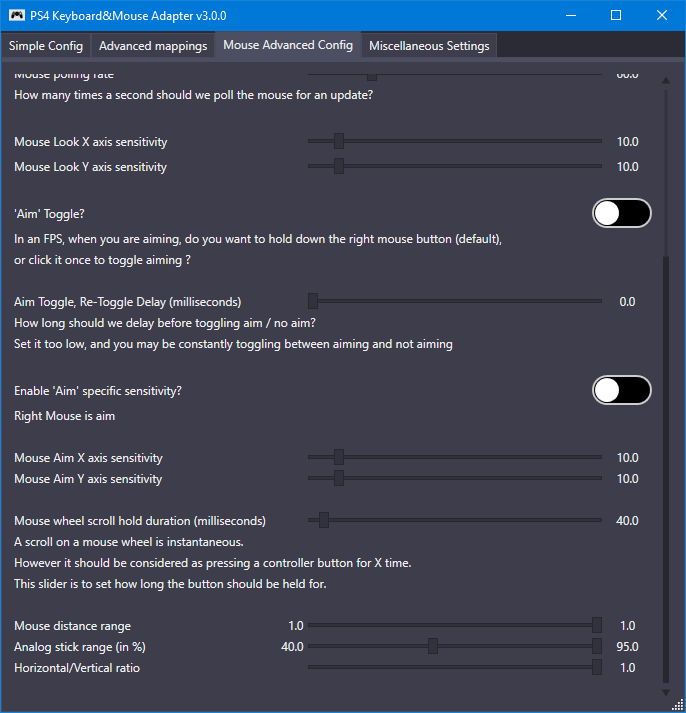 PS4 Keyboard&Mouse Adapter v3.0.0
Simple Config Advanced mappings Mouse Advanced Config Miscellaneous Settings
Mouse polling rate 60.0
How many times a second should we poll the mouse for an update?
Mouse Look X axis sensitivity 10.0
Mouse Look Y axis sensitivity 10.0
'Aim' Toggle?
In an FPS, when you are aiming, do you want to hold down the right mouse button (default),
or click it once to toggle aiming ?
Aim Toggle, Re-Toggle Delay (milliseconds) 0.0
How long should we delay before toggling aim / no aim?
Set it too low, and you may be constantly toggling between aiming and not aiming
Enable 'Aim' specific sensitivity?
Right Mouse is aim
Mouse Aim X axis sensitivity 10.0
Mouse Aim Y axis sensitivity 10.0
Mouse wheel scroll hold duration (milliseconds) 40.0
A scroll on a mouse wheel is instantaneous.
However it should be considered as pressing a controller button for X time.
This slider is to set how long the button should be held for.
Mouse distance range 1.0 1.0
Analog stick range (in %) 40.0 95.0
Horizontal/Vertical ratio 1.0